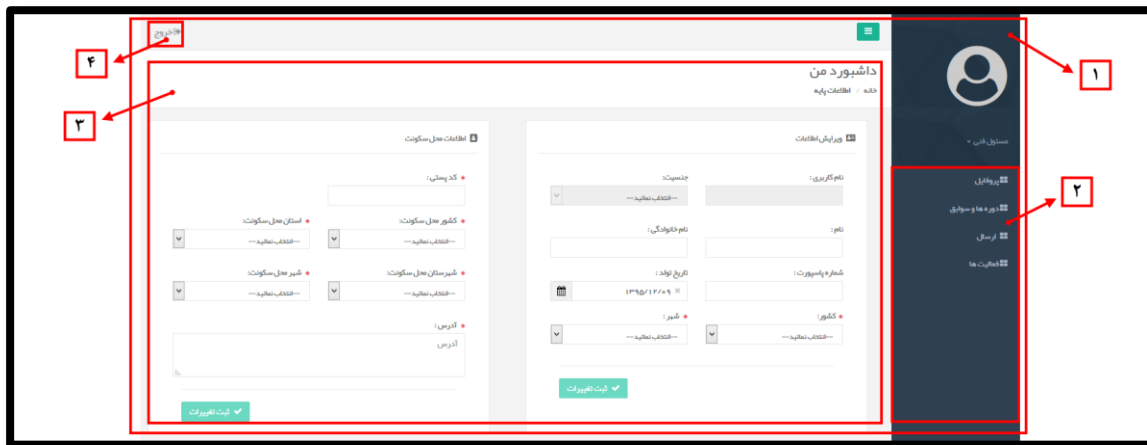 خروج
۴
۱
داشبورد من
خانه / اطلاعات پایه
۳
مسئول فنی
۲
پروفایل
دوره ها و سوابق
ارسال
فعالیت ها
ویرایش اطلاعات
نام کاربری :
جنسیت:
---انتخاب نمائید---
نام :
نام خانوادگی :
شماره پاسپورت :
تاریخ تولد :
۱۳۹۵/۱۲/۰۹ ×
* کشور:
* شهر :
---انتخاب نمائید---
---انتخاب نمائید---
ثبت تغییرات
اطلاعات محل سکونت
* کد پستی :
* کشور محل سکونت:
* استان محل سکونت:
---انتخاب نمائید---
---انتخاب نمائید---
* شهرستان محل سکونت:
* شهر محل سکونت:
---انتخاب نمائید---
---انتخاب نمائید---
* آدرس :
آدرس
ثبت تغییرات